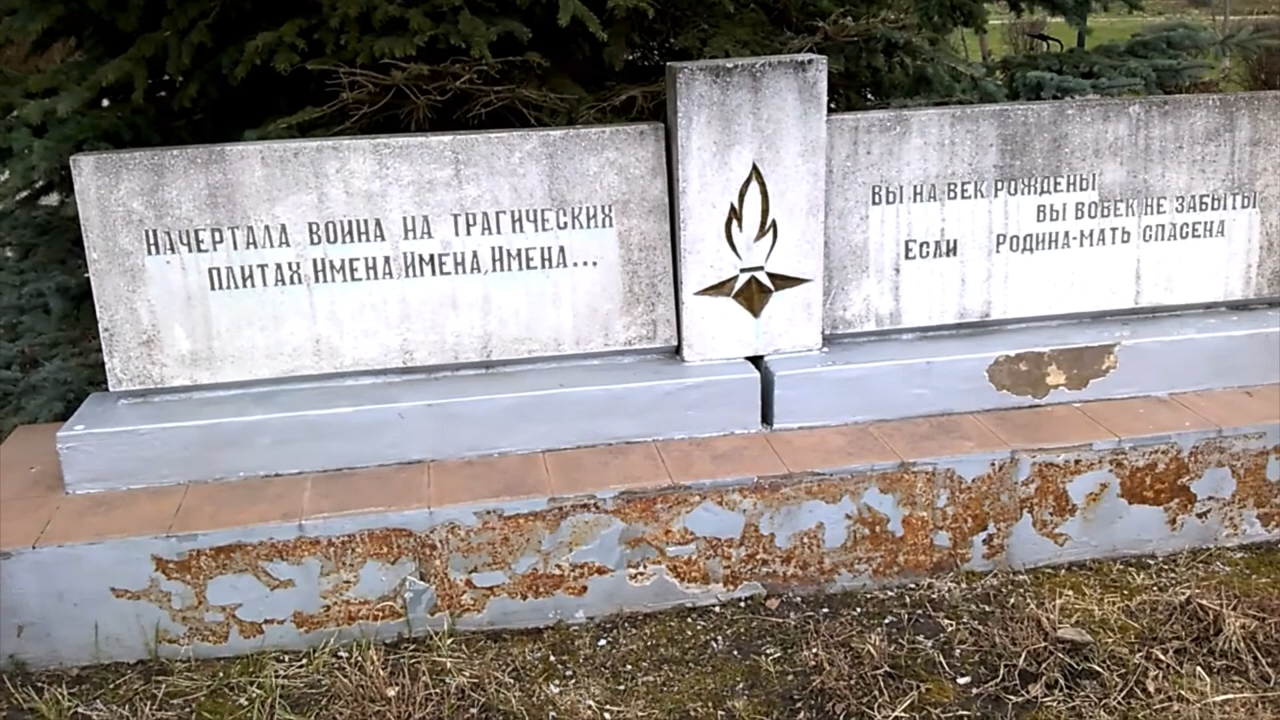 НАЧЕРТАЛА ВОЙНА НА ТРАГИЧЕСКИХ
ПЛИТАХ, ИМЕНА, ИМЕНА, ИМЕНА...,
ВЫ НА ВЕК РОЖДЕНЫ
ВЫ ВОВЕК НЕ ЗАБЫТЫ
ЕСЛИ РОДИНА-МАТЬ СПАСЕНА